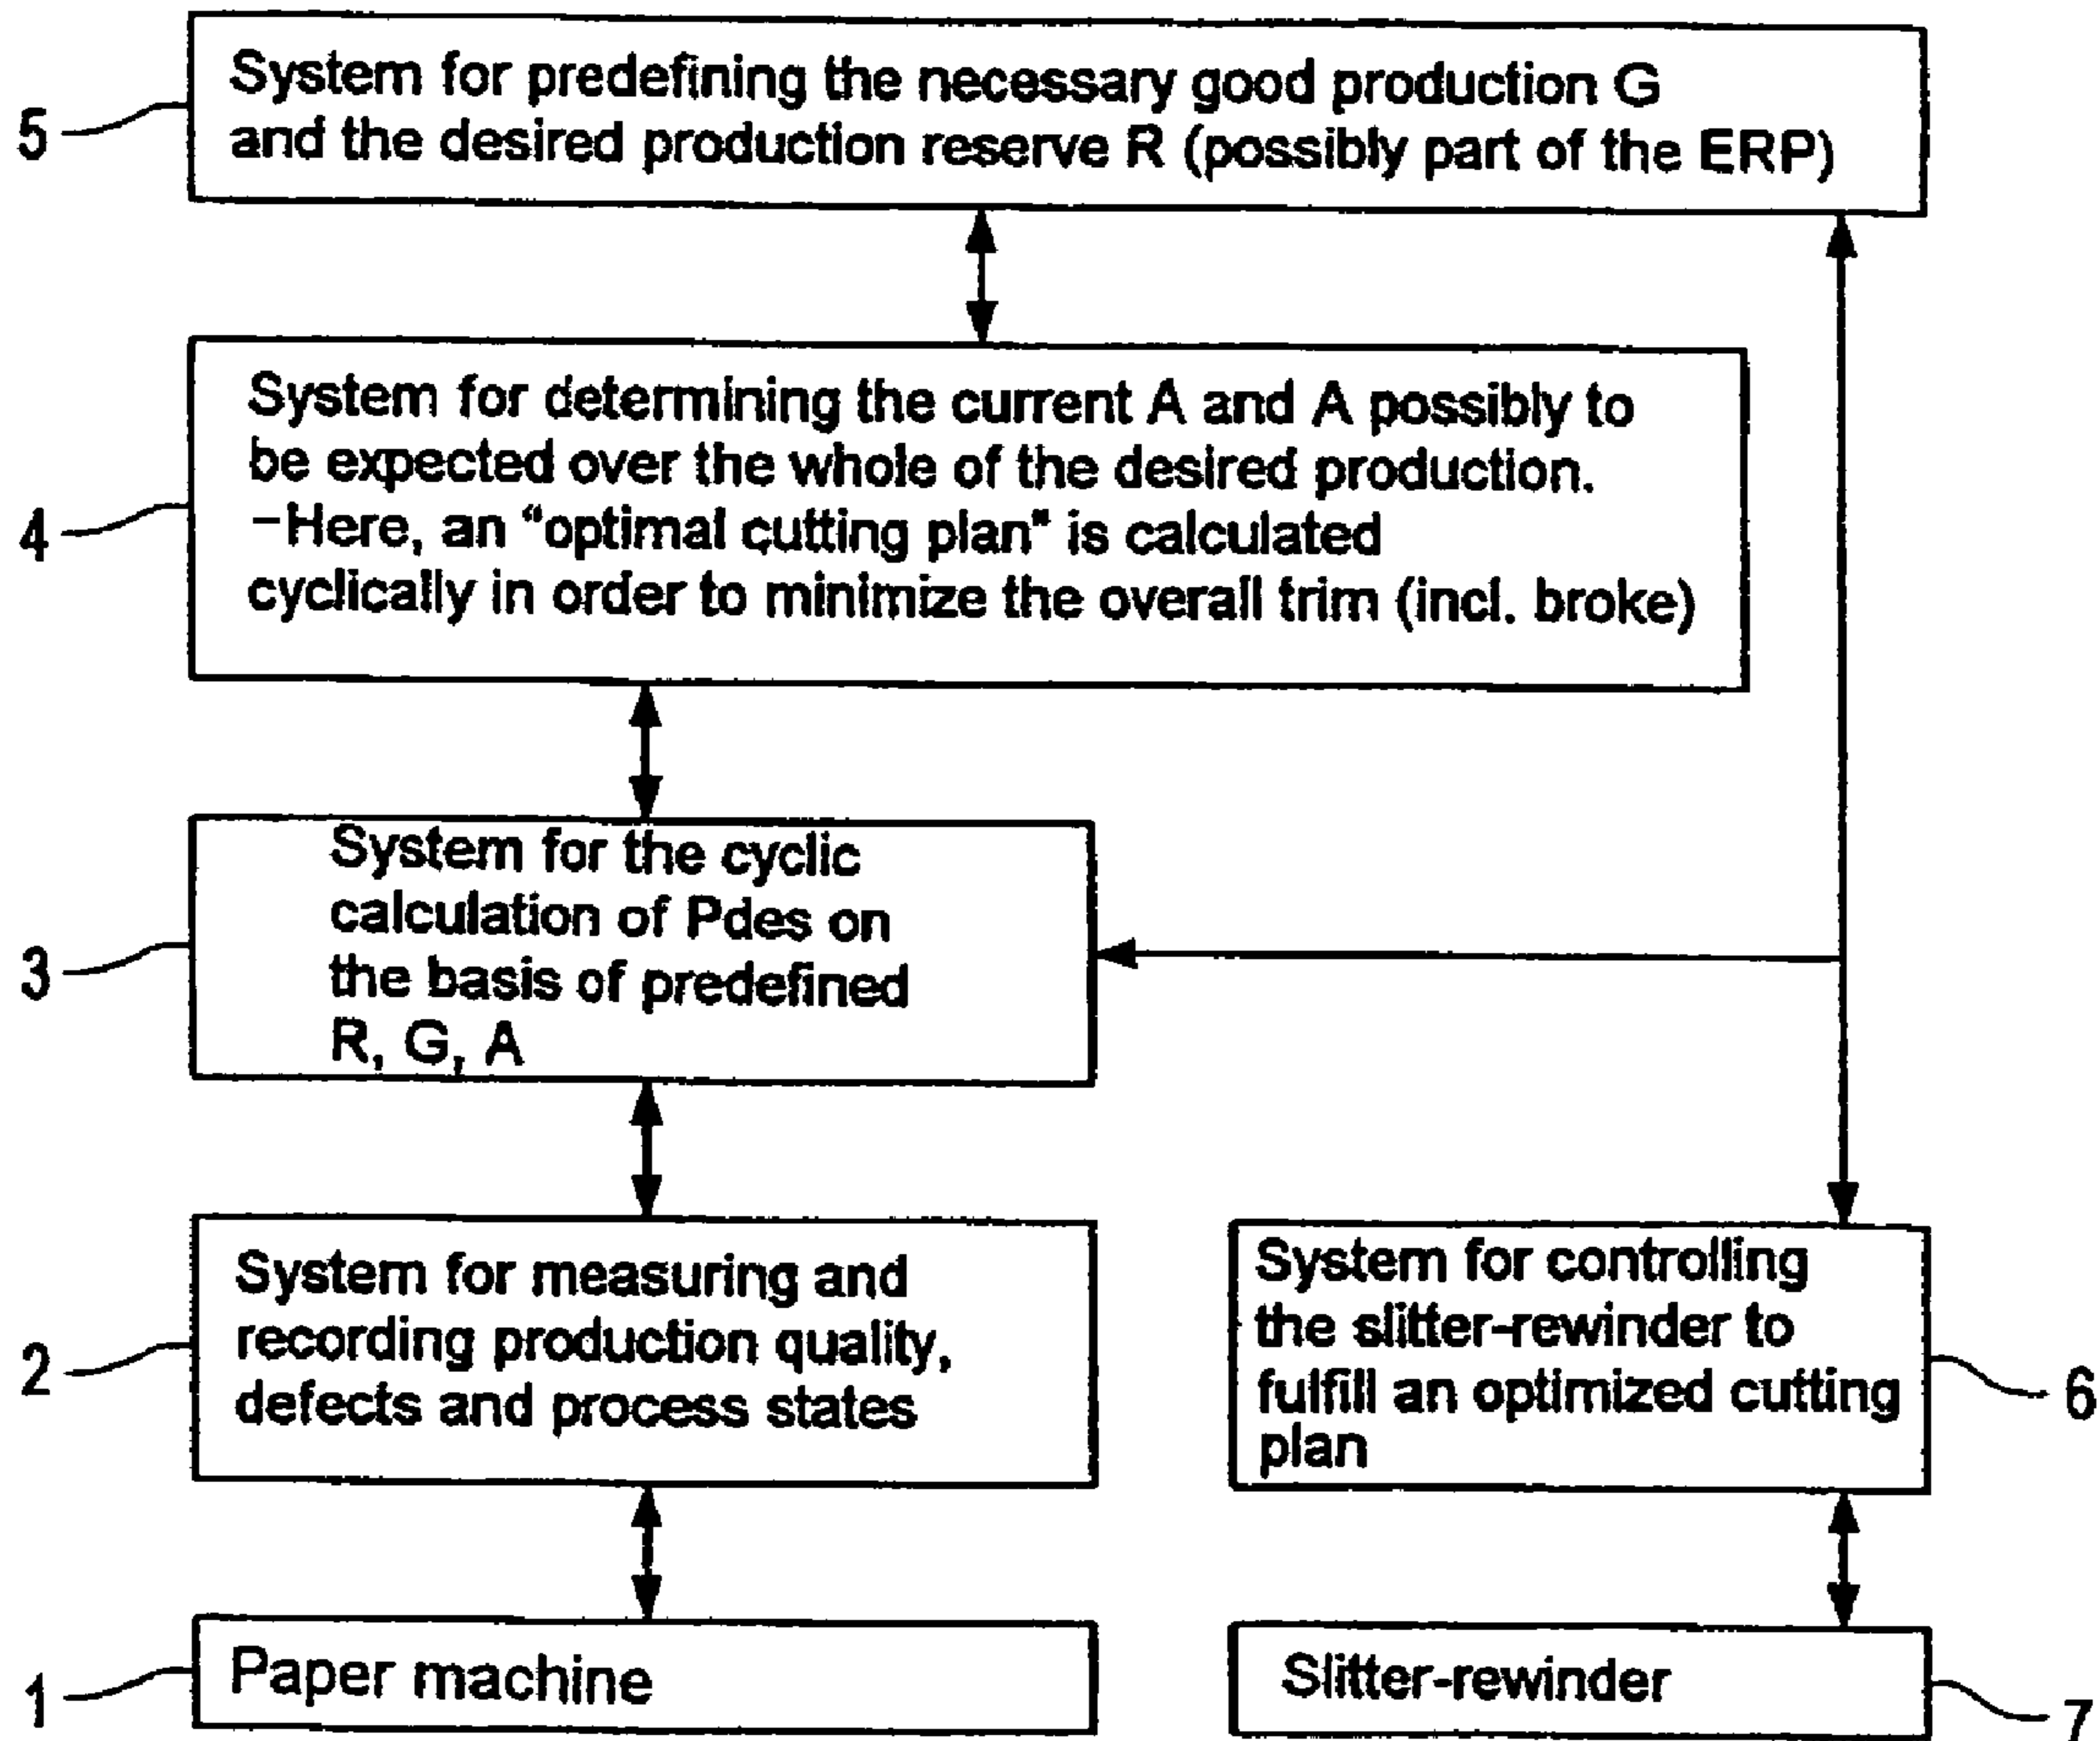 System for predefining the necessary good production G
and the desired production reserve R (possibly part of the ERP)
5
System for determining the current A and A possibly to
be expected over the whole of the desired production.
-Here, an "optimal cutting plan" is calculated
cyclically in order to minimize the overall trim (incl. broke)
4
System for the cyclic
calculation of Pdes on
the basis of predefined
R, G, A
3
System for measuring and
recording production quality,
defects and process states
2
System for controlling
the slitter-rewinder to
fulfill an optimized cutting
plan
6
Paper machine
1
Slitter-rewinder
7